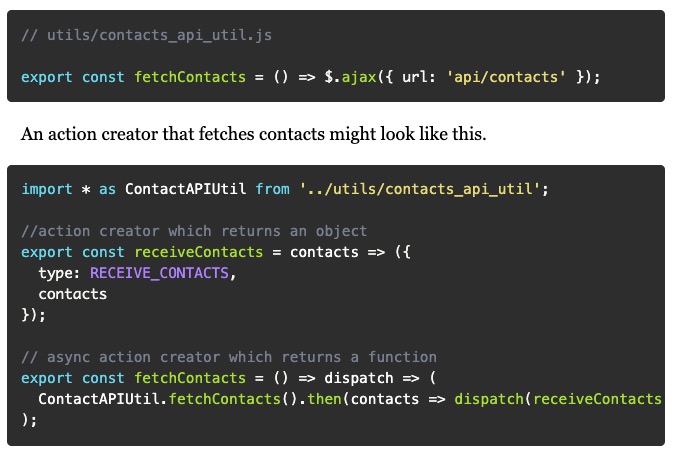 // utils/contacts_api_util.js
export const fetchContacts = () => $.ajax({ url: 'api/contacts' });
An action creator that fetches contacts might look like this.
import * as ContactAPIUtil from '../utils/contacts_api_util';
//action creator which returns an object
export const receiveContacts = contacts => ({
  type: RECEIVE_CONTACTS,
  contacts
});
// async action creator which returns a function
export const fetchContacts = () => dispatch => (
  ContactAPIUtil.fetchContacts().then(contacts => dispatch(receiveContacts
);